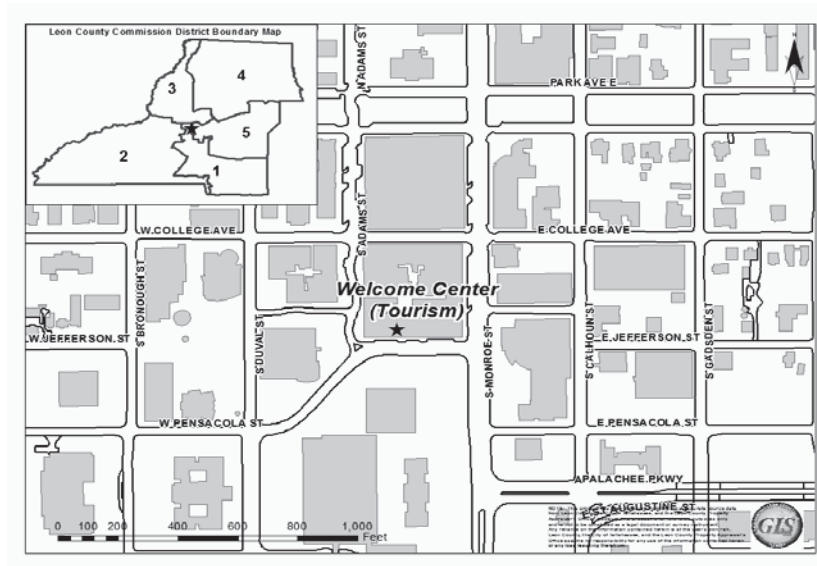 Leon County Commission District Boundary Map
3
4
5
2
1
N ADAMS ST
PARK AVE E
N
S ADAMS ST
W COLLEGE AVE
E COLLEGE AVE
S BRONOUGH ST
Welcome Center
(Tourism)
W JEFFERSON ST
S DUVAL ST
S MONROE ST
S CALHOUN ST
E JEFFERSON ST
S GADSDEN ST
W PENSACOLA ST
E PENSACOLA ST
APALACHEE PKWY
E ST AUGUSTINE ST
0 100 200 400 600 800 1,000
Feet
GIS